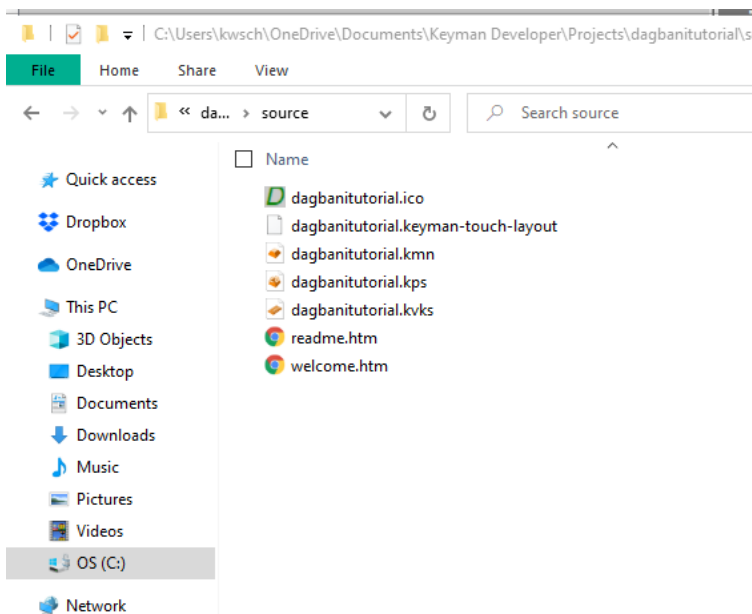 C:\Users\kwsch\OneDrive\Documents\Keyman Developer\Projects\dagbanitutorial\s
File Home Share View
« da... › source Search source
Name
Quick access
Dropbox
OneDrive
This PC
3D Objects
Desktop
Documents
Downloads
Music
Pictures
Videos
OS (C:)
Network
dagbanitutorial.ico
dagbanitutorial.keyman-touch-layout
dagbanitutorial.kmn
dagbanitutorial.kps
dagbanitutorial.kvks
readme.htm
welcome.htm